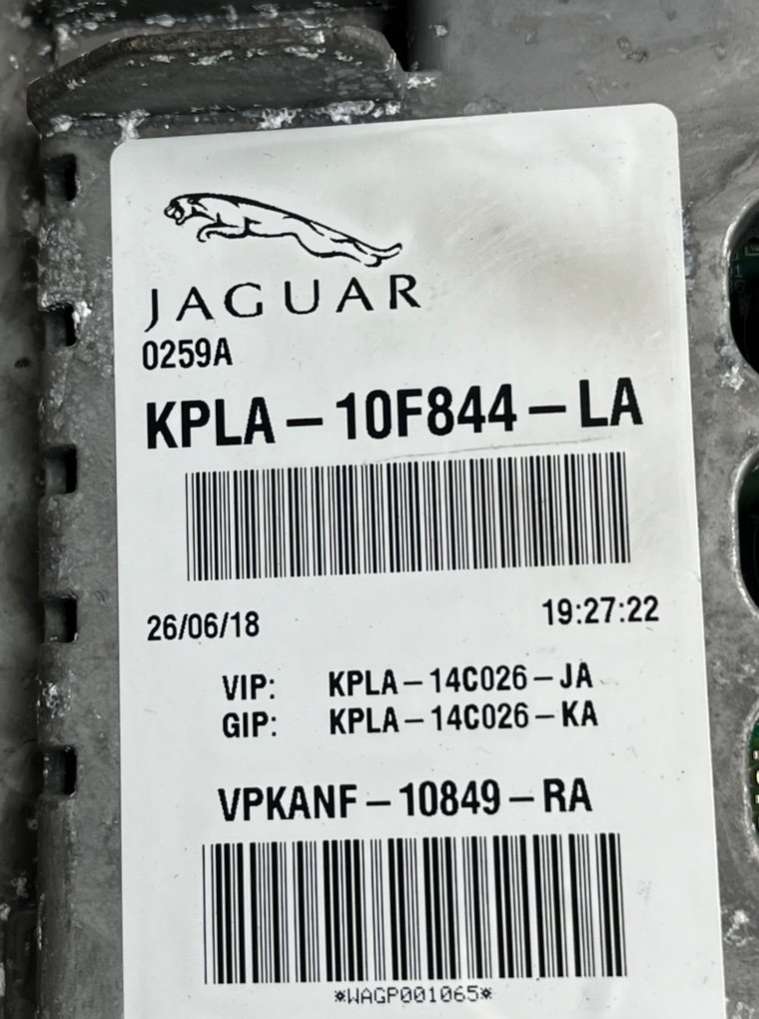 JAGUAR
0259A
KPLA-10F844-LA
26/06/18 19:27:22
VIP: KPLA-14C026-JA
GIP: KPLA-14C026-KA
VPKANF-10849-RA
*WAGP001065*